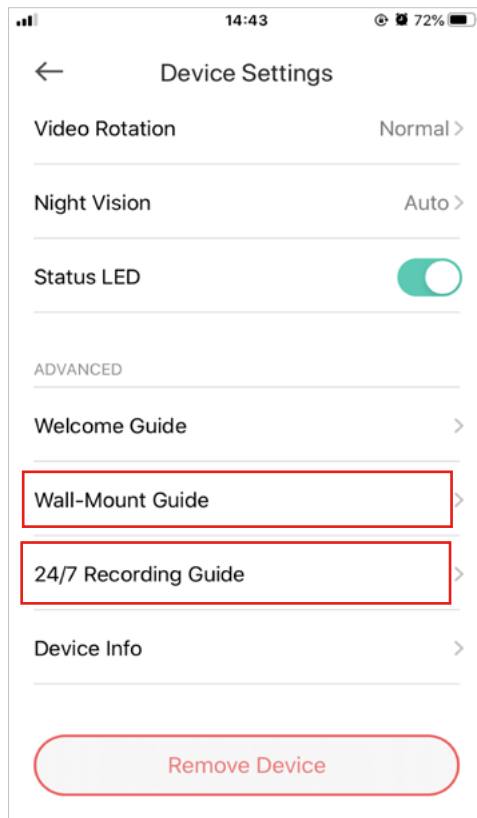 14:43 72%
Device Settings
Video Rotation Normal
Night Vision Auto
Status LED
ADVANCED
Welcome Guide
Wall-Mount Guide
24/7 Recording Guide
Device Info
Remove Device